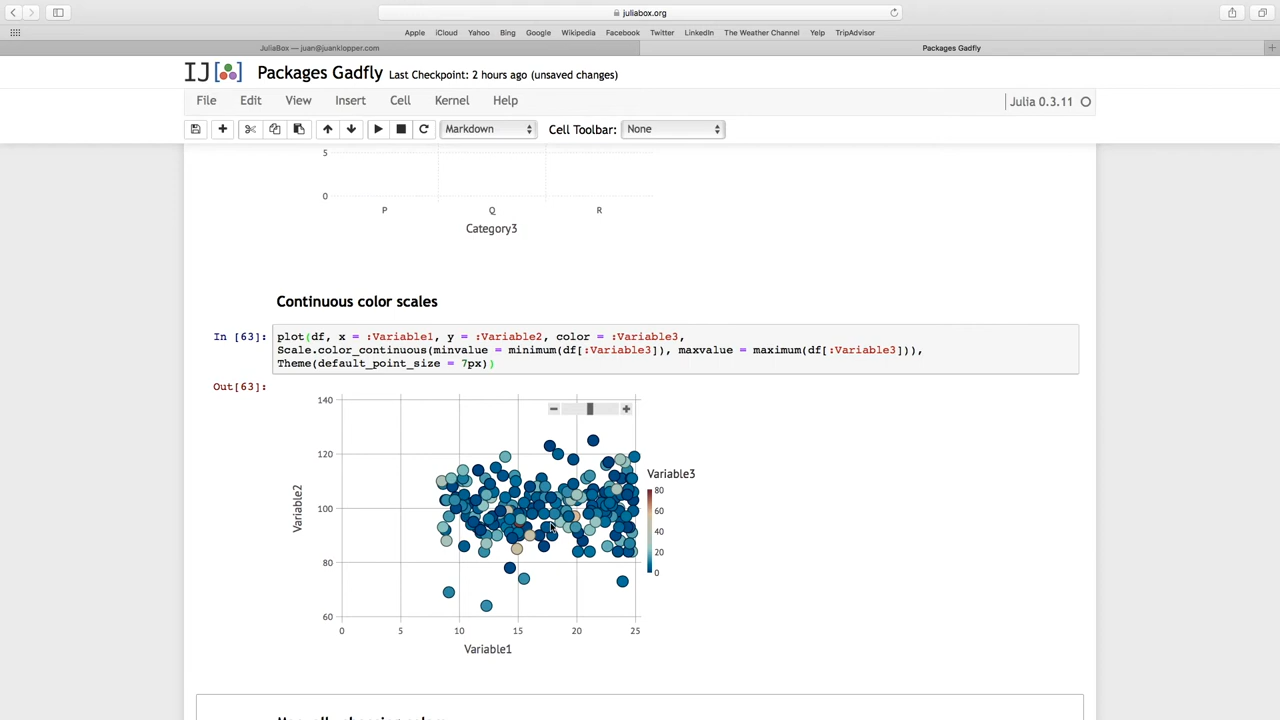 juliabox.org
Apple iCloud Yahoo Bing Google Wikipedia Facebook Twitter LinkedIn The Weather Channel Yelp TripAdvisor
JuliaBox — juan@juanklopper.com Packages Gadfly
IJ[ ] Packages Gadfly Last Checkpoint: 2 hours ago (unsaved changes)
File Edit View Insert Cell Kernel Help Julia 0.3.11
Markdown Cell Toolbar: None
5
0
P Q R
Category3
Continuous color scales
In [63]: plot(df, x = :Variable1, y = :Variable2, color = :Variable3,
Scale.color_continuous(minvalue = minimum(df[:Variable3]), maxvalue = maximum(df[:Variable3])),
Theme(default_point_size = 7px))
Out[63]:
140
120
100
80
60
Variable2
0 5 10 15 20 25
Variable1
Variable3
80
60
40
20
0